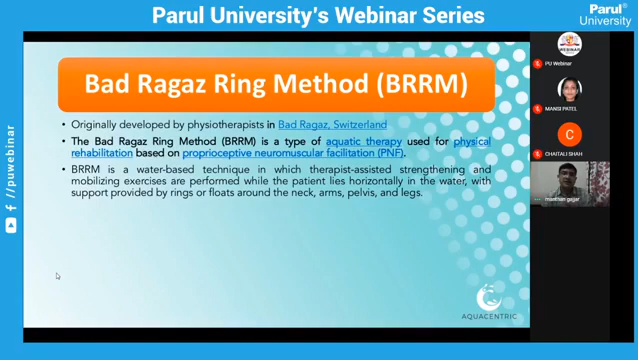 Parul University's Webinar Series
Parul®
University
Bad Ragaz Ring Method (BRRM)
• Originally developed by physiotherapists in Bad Ragaz, Switzerland
• The Bad Ragaz Ring Method (BRRM) is a type of aquatic therapy used for physical
rehabilitation based on proprioceptive neuromuscular facilitation (PNF).
• BRRM is a water-based technique in which therapist-assisted strengthening and
mobilizing exercises are performed while the patient lies horizontally in the water, with
support provided by rings or floats around the neck, arms, pelvis, and legs.
AQUACENTRIC
/puwebinar
WEBINAR
PU Webinar
MANSI PATEL
C
CHAITALI SHAH